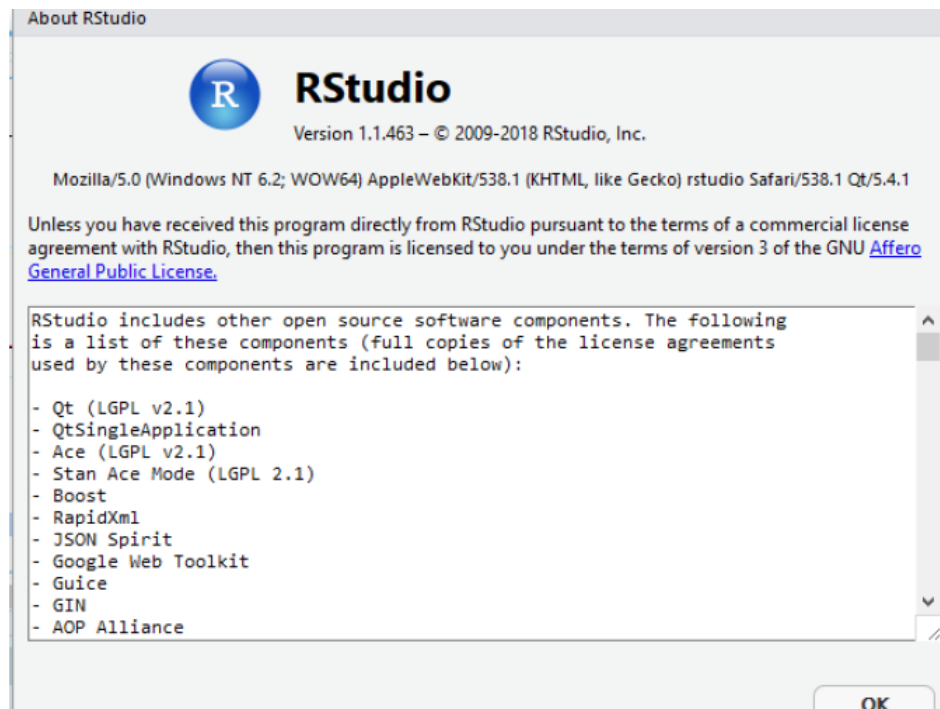 About RStudio
R
RStudio
Version 1.1.463 – © 2009-2018 RStudio, Inc.
Mozilla/5.0 (Windows NT 6.2; WOW64) AppleWebKit/538.1 (KHTML, like Gecko) rstudio Safari/538.1 Qt/5.4.1
Unless you have received this program directly from RStudio pursuant to the terms of a commercial license
agreement with RStudio, then this program is licensed to you under the terms of version 3 of the GNU Affero
General Public License.
RStudio includes other open source software components. The following
is a list of these components (full copies of the license agreements
used by these components are included below):
- Qt (LGPL v2.1)
- QtSingleApplication
- Ace (LGPL v2.1)
- Stan Ace Mode (LGPL 2.1)
- Boost
- RapidXml
- JSON Spirit
- Google Web Toolkit
- Guice
- GIN
- AOP Alliance
OK